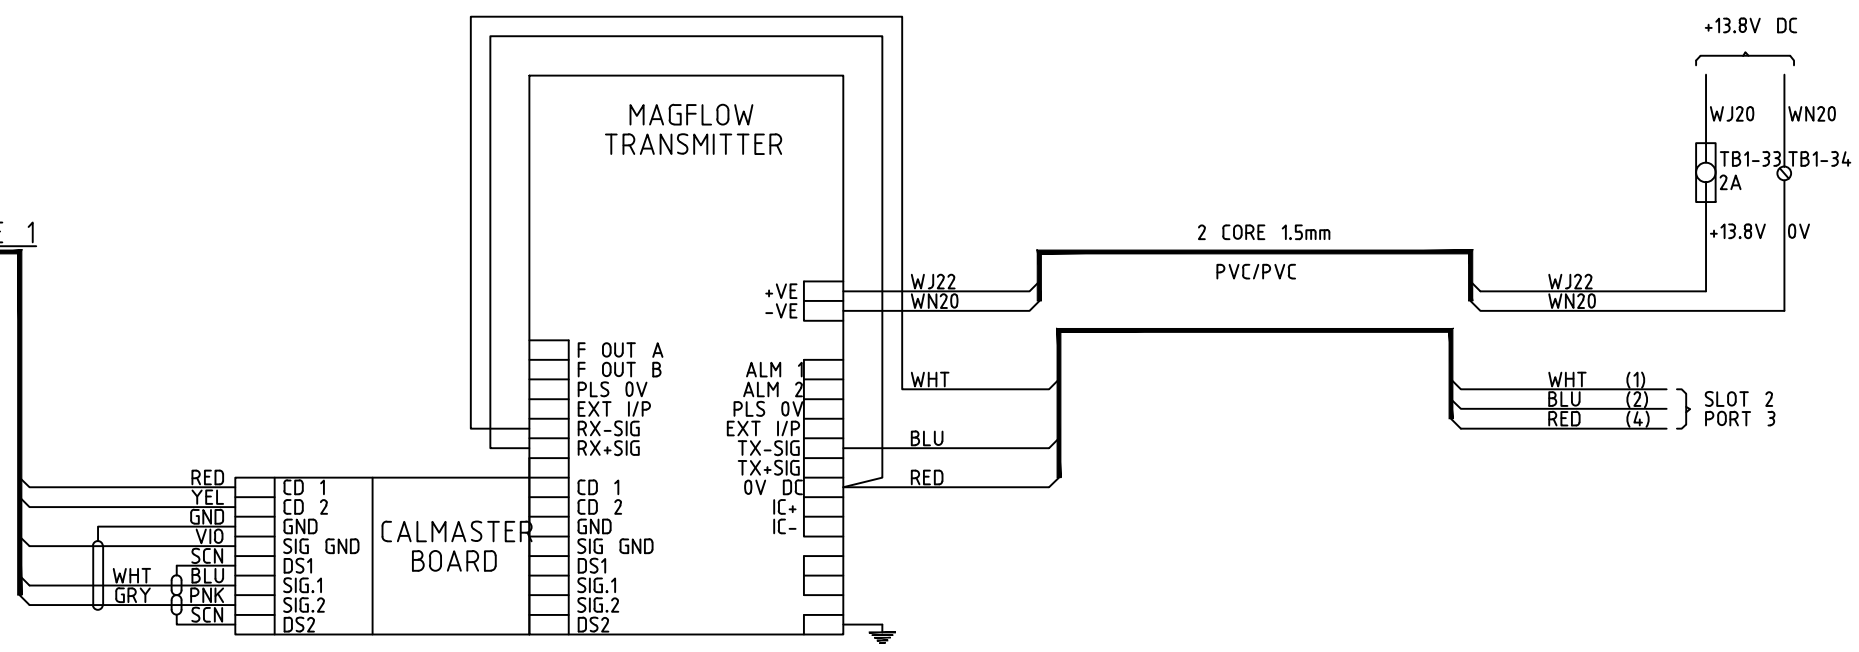 +13.8V DC
MAGFLOW
TRANSMITTER
WJ20
WN20
TB1-33
TB1-34
2A
E 1
2 CORE 1.5mm
+13.8V
0V
PVC/PVC
+VE
WJ22
WJ22
-VE
WN20
WN20
F OUT A
F OUT B
PLS 0V
EXT I/P
RX-SIG
RX+SIG
ALM 1
ALM 2
PLS 0V
EXT I/P
TX-SIG
TX+SIG
0V DC
IC+
IC-
WHT
BLU
RED
WHT (1)
BLU (2)
RED (4)
SLOT 2
PORT 3
RED
YEL
GND
VIO
SCN
WHT BLU
GRY PNK
SCN
CD 1
CD 2
GND
SIG GND
DS1
SIG.1
SIG.2
DS2
CALMASTER
BOARD
CD 1
CD 2
GND
SIG GND
DS1
SIG.1
SIG.2
DS2